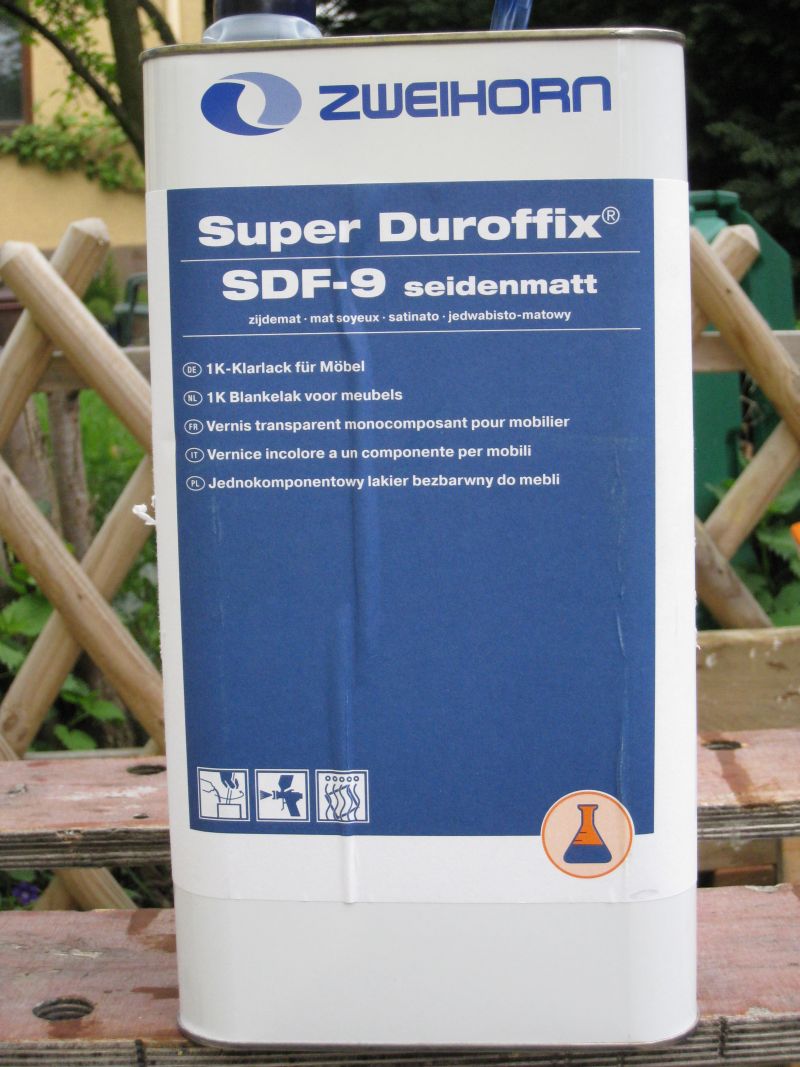 ZWEIHORN
Super Duroffix®
SDF-9 seidenmatt
zijdemat · mat soyeux · satinato · jedwabisto-matowy
DE 1K-Klarlack für Möbel
NL 1K Blankelak voor meubels
FR Vernis transparent monocomposant pour mobilier
IT Vernice incolore a un componente per mobili
PL Jednokomponentowy lakier bezbarwny do mebli